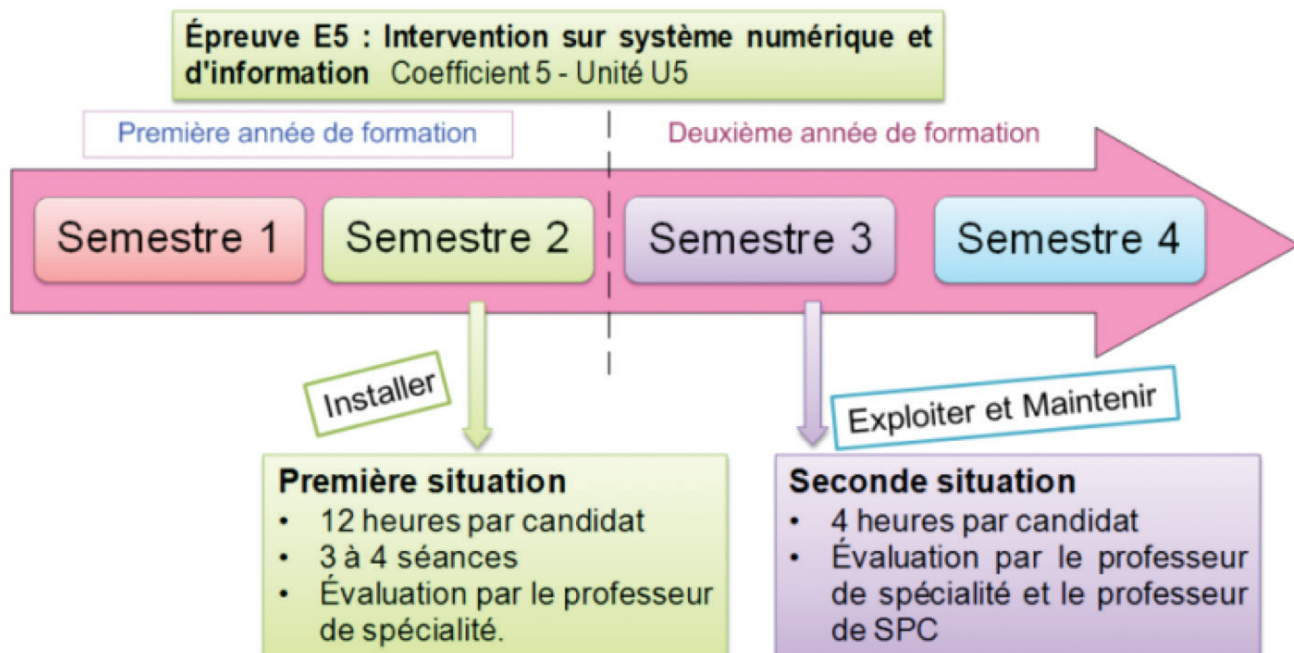 Épreuve E5 : Intervention sur système numérique et
d'information Coefficient 5 - Unité U5
Première année de formation
Deuxième année de formation
Semestre 1
Semestre 2
Semestre 3
Semestre 4
Installer
Exploiter et Maintenir
Première situation
• 12 heures par candidat
• 3 à 4 séances
• Évaluation par le professeur
de spécialité.
Seconde situation
• 4 heures par candidat
• Évaluation par le professeur
de spécialité et le professeur
de SPC